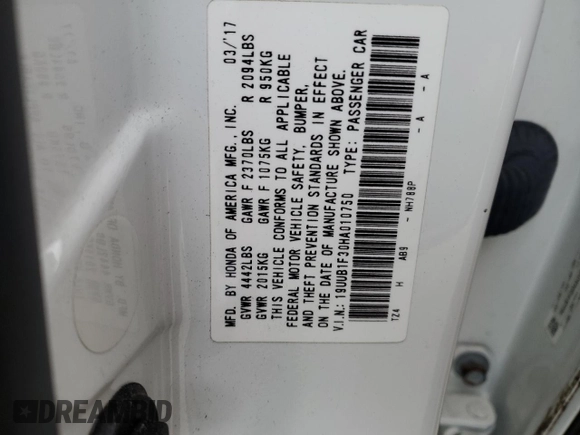 MFD. BY HONDA OF AMERICA MFG., INC. 03/'17
GVWR 4442LBS GAWR F 2370LBS R 2094LBS
GVWR 2015KG GAWR F 1075KG R 950KG
THIS VEHICLE CONFORMS TO ALL APPLICABLE
FEDERAL MOTOR VEHICLE SAFETY, BUMPER,
AND THEFT PREVENTION STANDARDS IN EFFECT
ON THE DATE OF MANUFACTURE SHOWN ABOVE.
V.I.N.: 19UUB1F30HA010750 TYPE: PASSENGER CAR
TZ4 H AB9 NH788P - A - A
DREAMBID